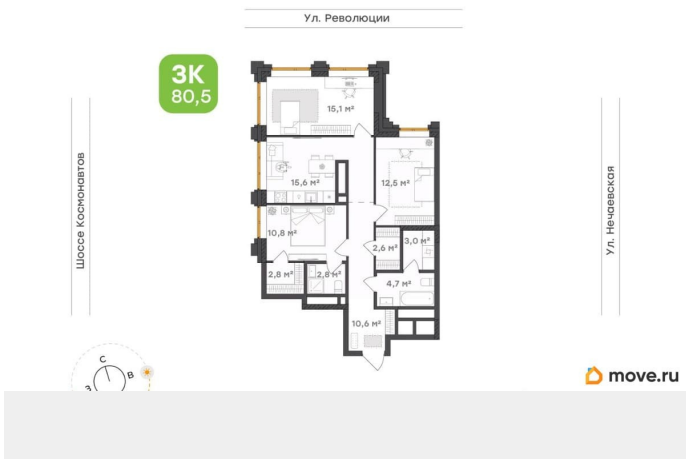 Ул. Революции
3К
80,5
15,1 м²
15,6 м²
12,5 м²
Шоссе Космонавтов
Ул. Нечаевская
10,8 м²
2,6 м²
3,0 м²
2,8 м²
2,8 м²
4,7 м²
10,6 м²
С
В
З
move.ru